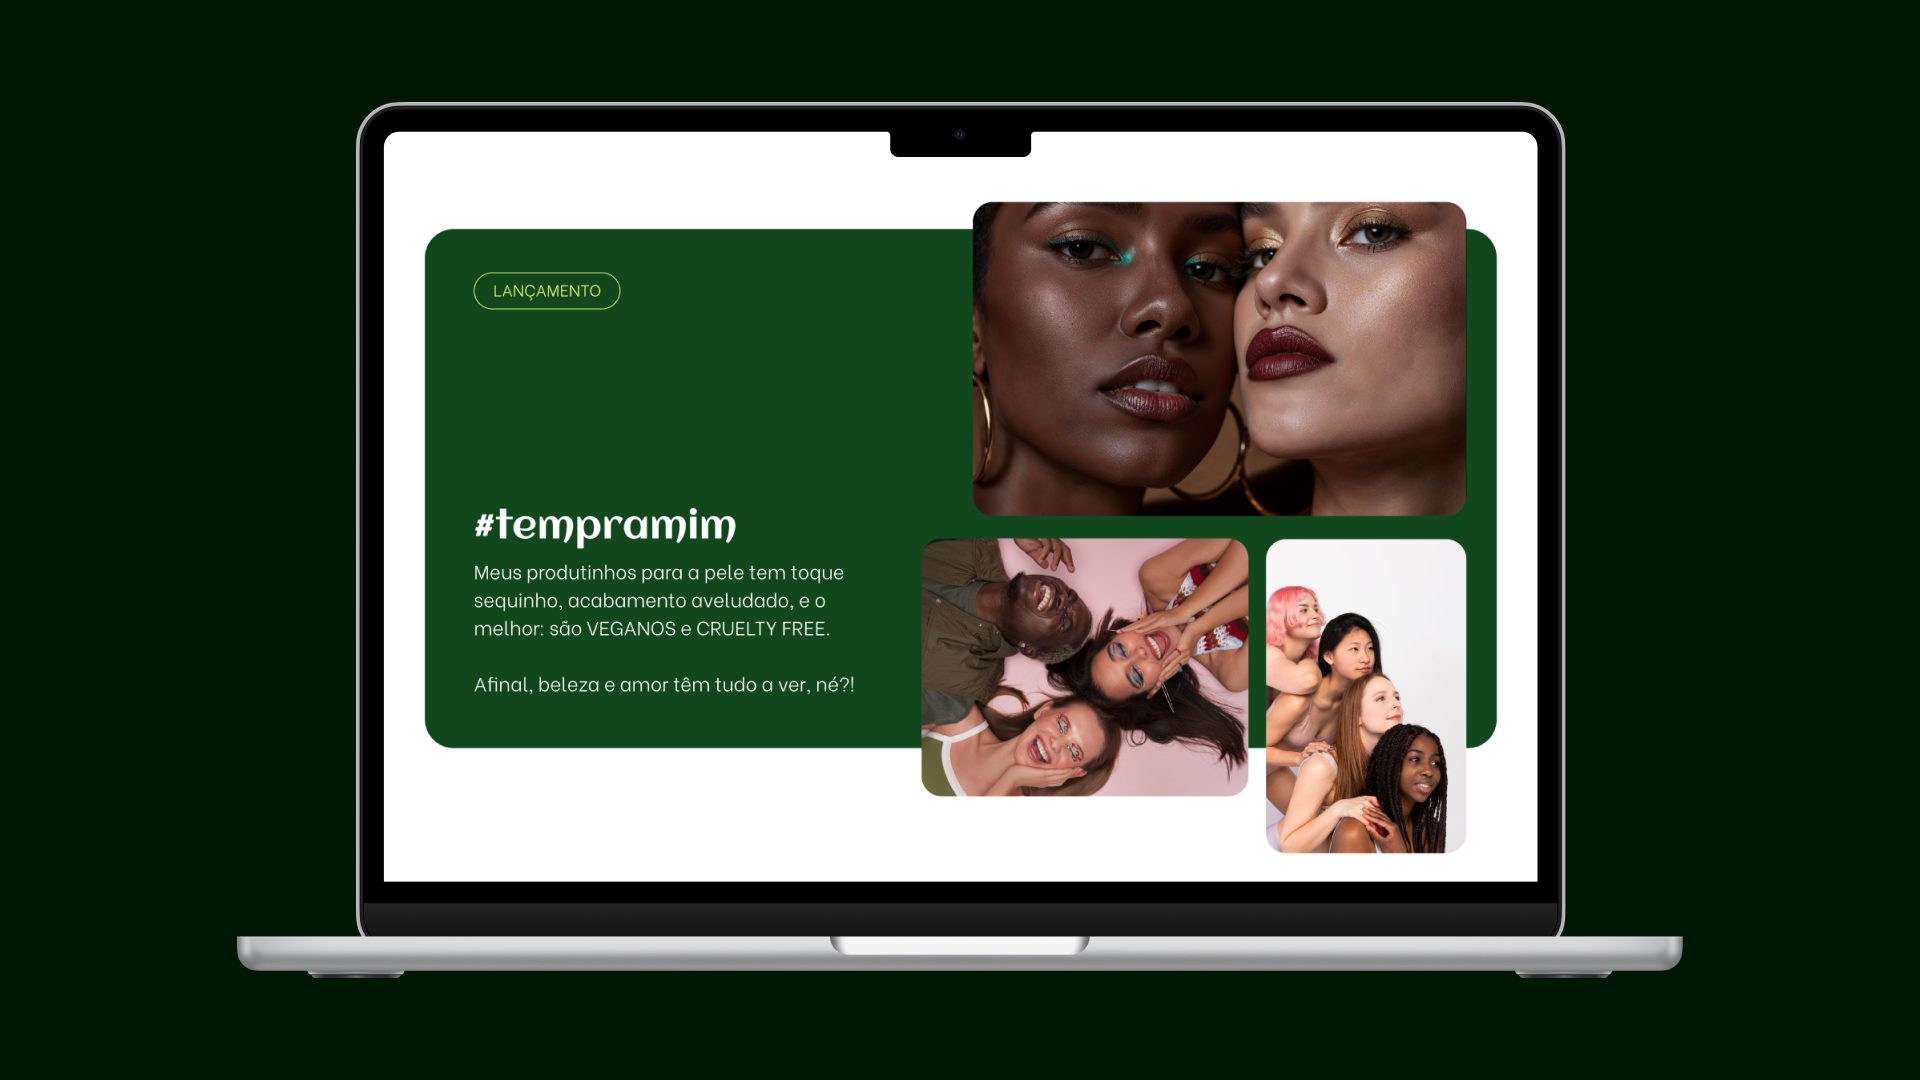 LANÇAMENTO
#tempramim
Meus produtinhos para a pele tem toque
sequinho, acabamento aveludado, e o
melhor: são VEGANOS e CRUELTY FREE.
Afinal, beleza e amor têm tudo a ver, né?!